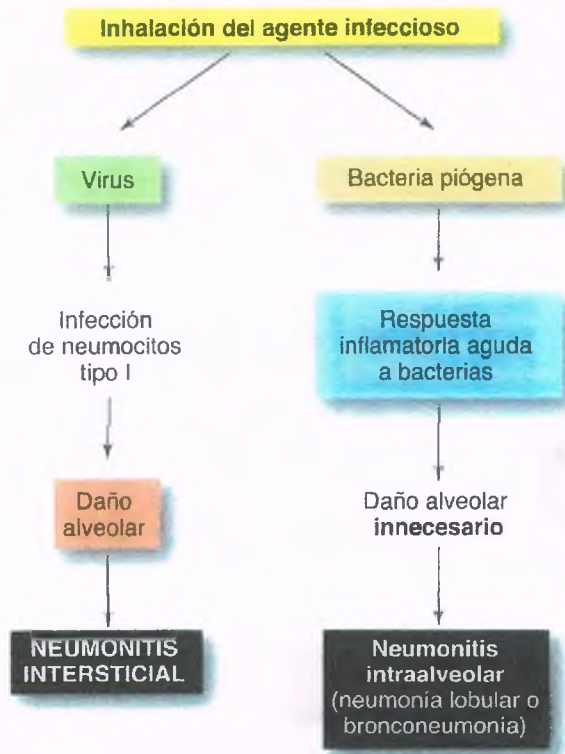 Inhalación del agente infeccioso
Virus
Infección
de neumocitos
tipo I
Daño
alveolar
NEUMONITIS
INTERSTICIAL
Bacteria piógena
Respuesta
inflamatoria aguda
a bacterias
Daño alveolar
innecesario
Neumonitis
intraalveolar
(neumonía lobular o
bronconeumonía)